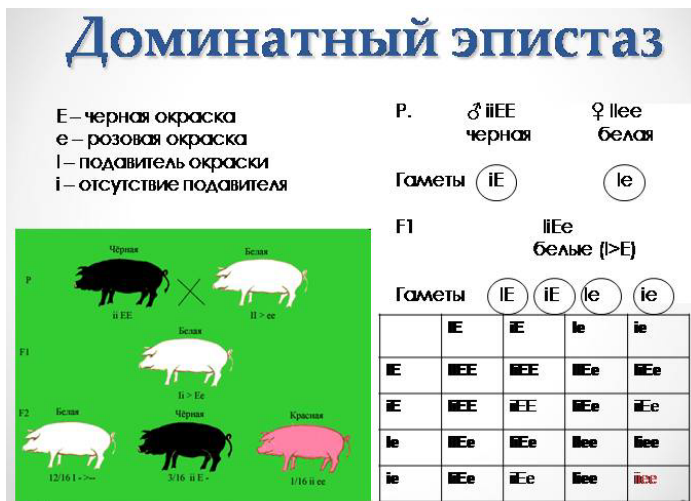 Доминатный эпистаз
E – черная окраска
e – розовая окраска
I – подавитель окраски
i – отсутствие подавителя
P. ♂ iiEE ♀ IIee
черная белая
Гаметы iE Ie
F1 IiEe
белые (I>E)
Гаметы IE iE Ie ie
IE iE Ie ie
IE IIEE IiEE IIEe IiEe
iE IiEE iiEE IiEe iiEe
Ie IIEe IiEe IIee Iiee
ie IiEe iiEe Iiee iiee
Чёрная Белая
P
ii EE II > ee
Белая
F1
Ii > Ee
F2 Белая Чёрная Красная
12/16 I - >-- 3/16 ii E - 1/16 ii ee